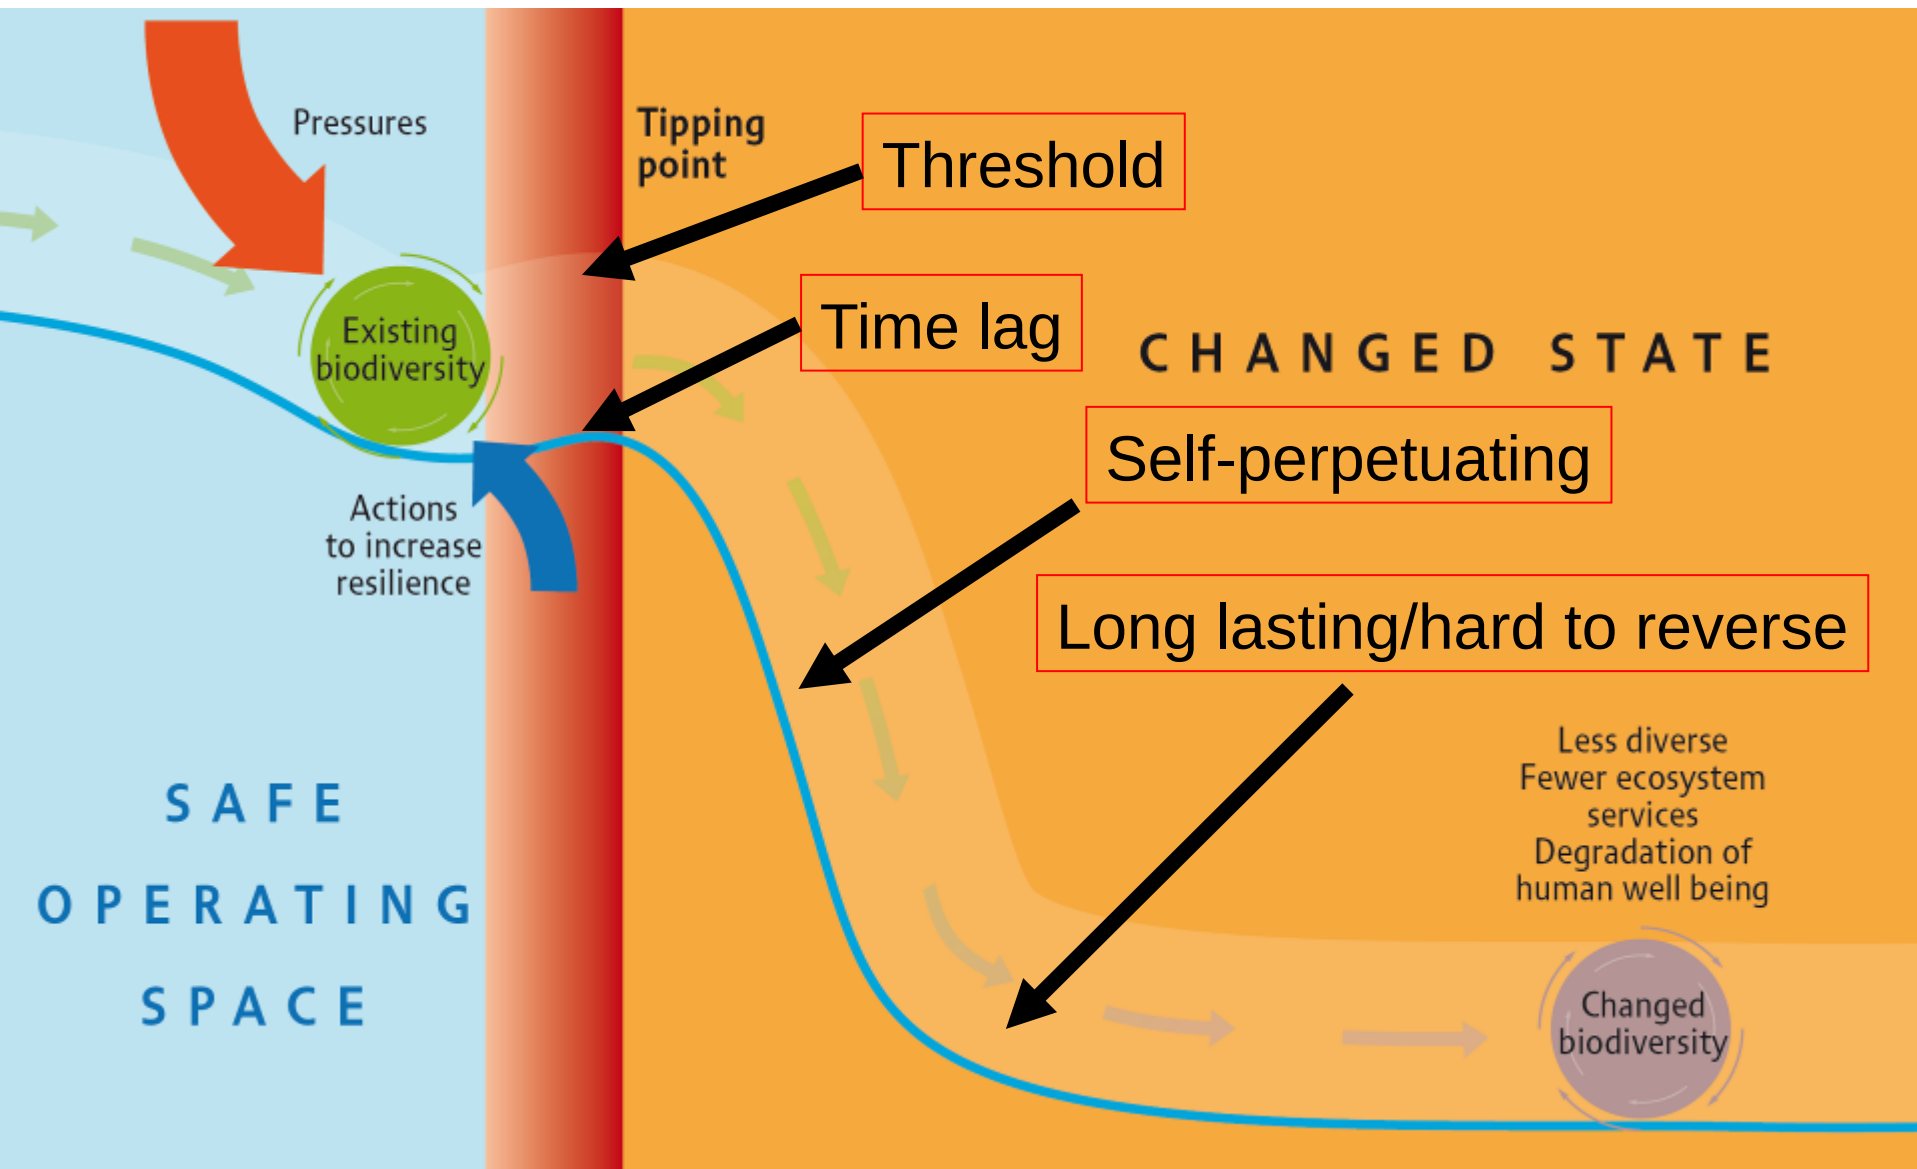 Pressures
Tipping
point
Threshold
Time lag
Existing
biodiversity
CHANGED STATE
Self-perpetuating
Actions
to increase
resilience
Long lasting/hard to reverse
SAFE
OPERATING
SPACE
Less diverse
Fewer ecosystem
services
Degradation of
human well being
Changed
biodiversity